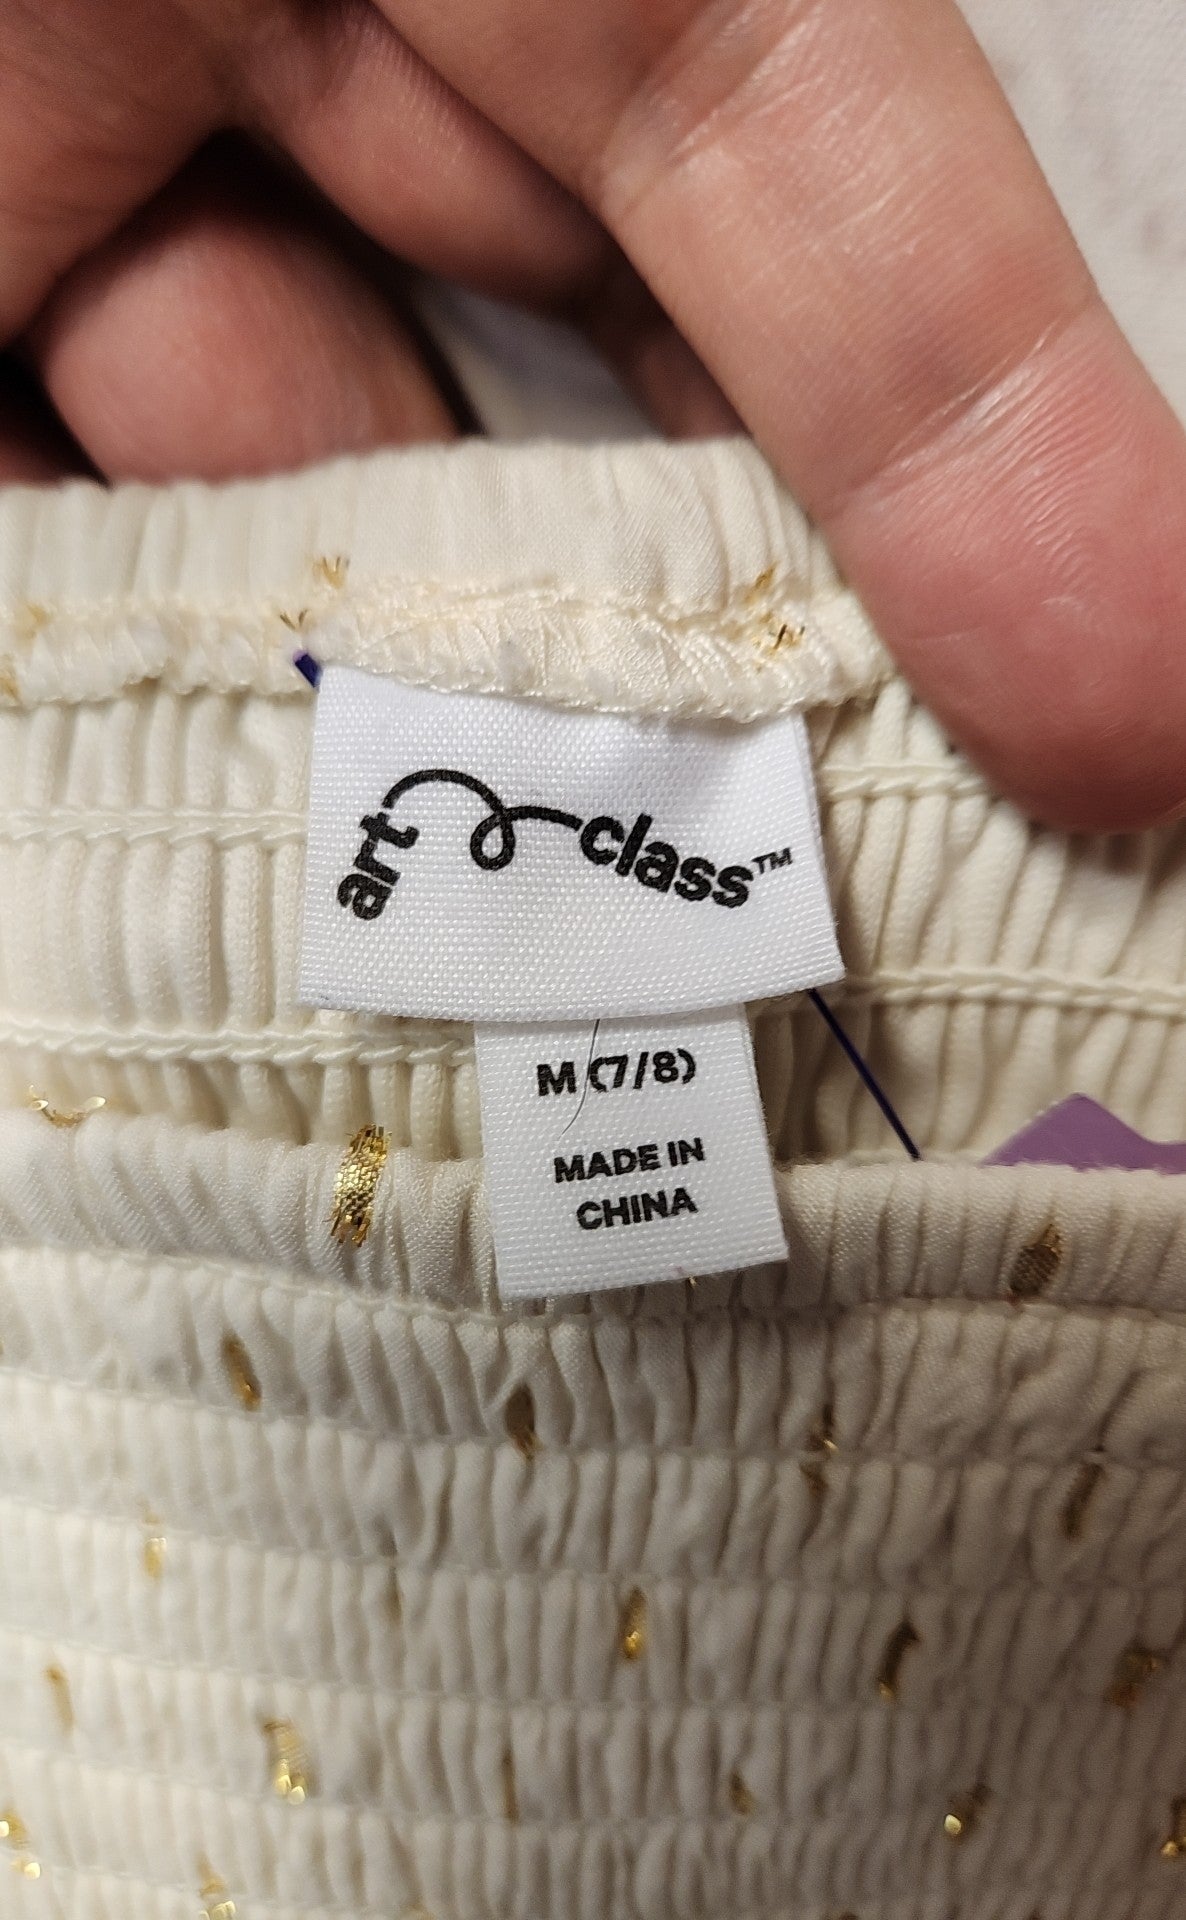 art class™
M (7/8)
MADE IN
CHINA